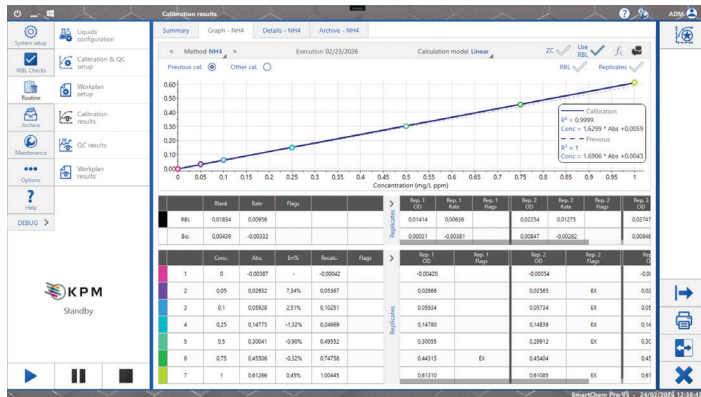 Calibration results
ADM
System setup
Liquids configuration
WBL Checks
Calibration & QC setup
Routine
Workplan setup
Archive
Calibration results
Maintenance
QC results
Options
Workplan results
Help
DEBUG >
KPM
Standby
Summary Graph - NH4 Details - NH4 Archive - NH4
< Method NH4 > Execution 02/23/2026 Calculation model Linear ZC Use RBL
Previous cal. Other cal. RBL Replicates
0.60
0.50
0.40
0.30
0.20
0.10
0.00
0 0.05 0.1 0.15 0.2 0.25 0.3 0.35 0.4 0.45 0.5 0.55 0.6 0.65 0.7 0.75 0.8 0.85 0.9 0.95 1
Concentration (mg/L ppm)
Calibration
R² = 0.9999
Conc = 1,6299 * Abs +0.0059
Previous
R² = 1
Conc = 1,6906 * Abs +0.0045
Blank Rate Flags > Rep. 1 OD Rep. 1 Rate Rep. 1 Flags Rep. 2 OD Rep. 2 Rate Rep. 2 Flags Rep. 3 OD
RBL 0,01834 0,00956 0,01414 0,00636 0,02254 0,01275 0,02747
Bic. 0,00439 -0,00332 0,00031 -0,00381 0,00847 -0,00282 0,00848
Replicates
Conc. Abs. Err% Recalc. Flags > Rep. 1 OD Rep. 1 Flags Rep. 2 OD Rep. 2 Flags Rep. OD
1 0 -0,00387 - -0,00042 -0,00420 -0,00354 -0,0
2 0,05 0,02932 7,34% 0,05367 0,02866 0,02565 EX 0,02
3 0,1 0,05928 2,51% 0,10251 0,05934 0,05734 EX 0,05
4 0,25 0,14775 -1,32% 0,24669 0,14780 0,14839 EX 0,14
5 0,5 0,30041 -0,90% 0,49552 0,30055 0,29912 EX 0,30
6 0,75 0,45506 -0,32% 0,74758 0,44315 EX 0,45404 0,45
7 1 0,61266 0,45% 1,00445 0,61310 0,61085 EX 0,61
Replicates
SmartChem Pro V5 - 24/02/2026 12:38:4